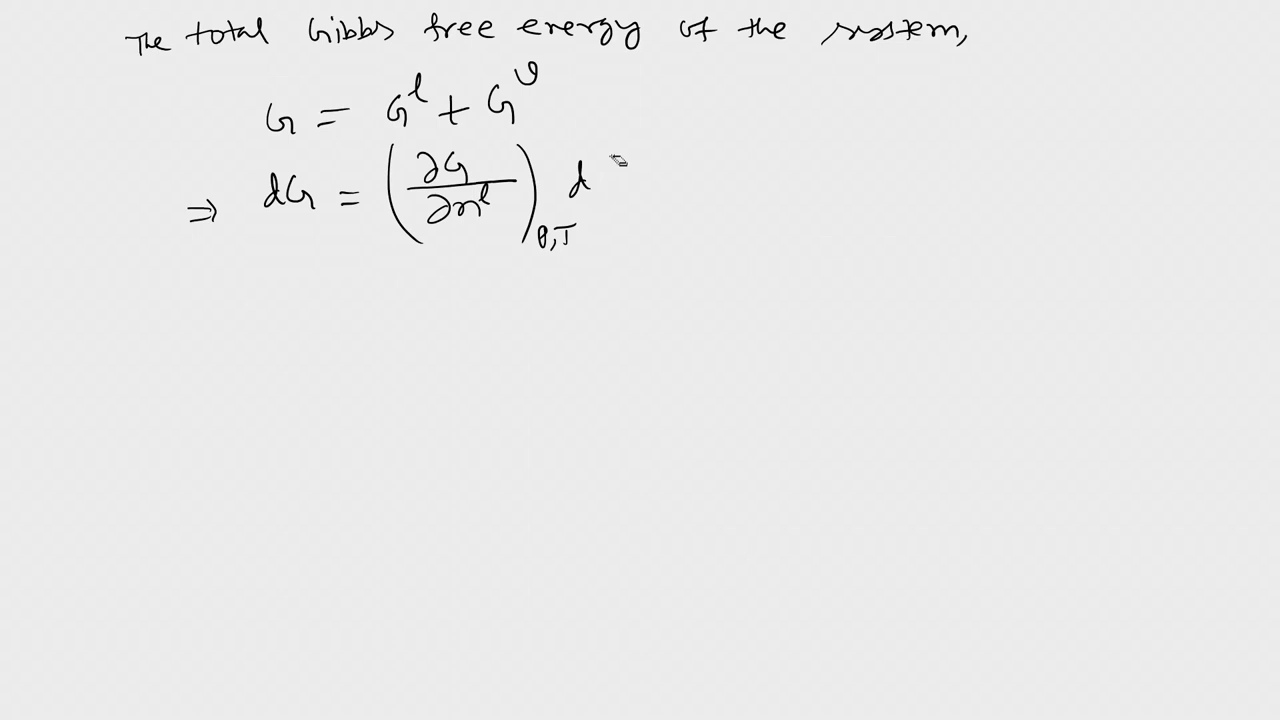 The total Gibbs free energy of the system,
G = G^l + G^v
⇒ dG = (∂G/∂n^l)_{P,T} d